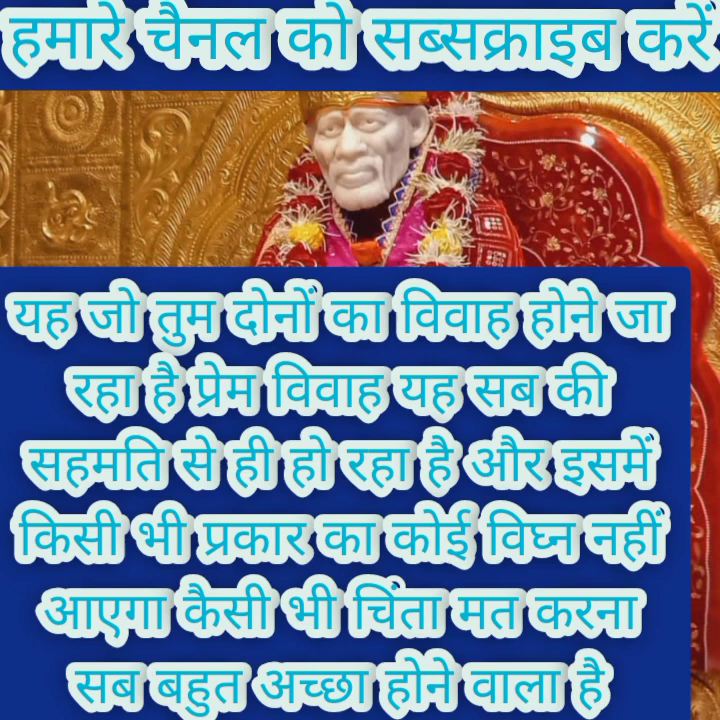 हमारे चैनल को सब्सक्राइब करें
यह जो तुम दोनों का विवाह होने जा
रहा है प्रेम विवाह यह सब की
सहमति से ही हो रहा है और इसमें
किसी भी प्रकार का कोई विघ्न नहीं
आएगा कैसी भी चिंता मत करना
सब बहुत अच्छा होने वाला है